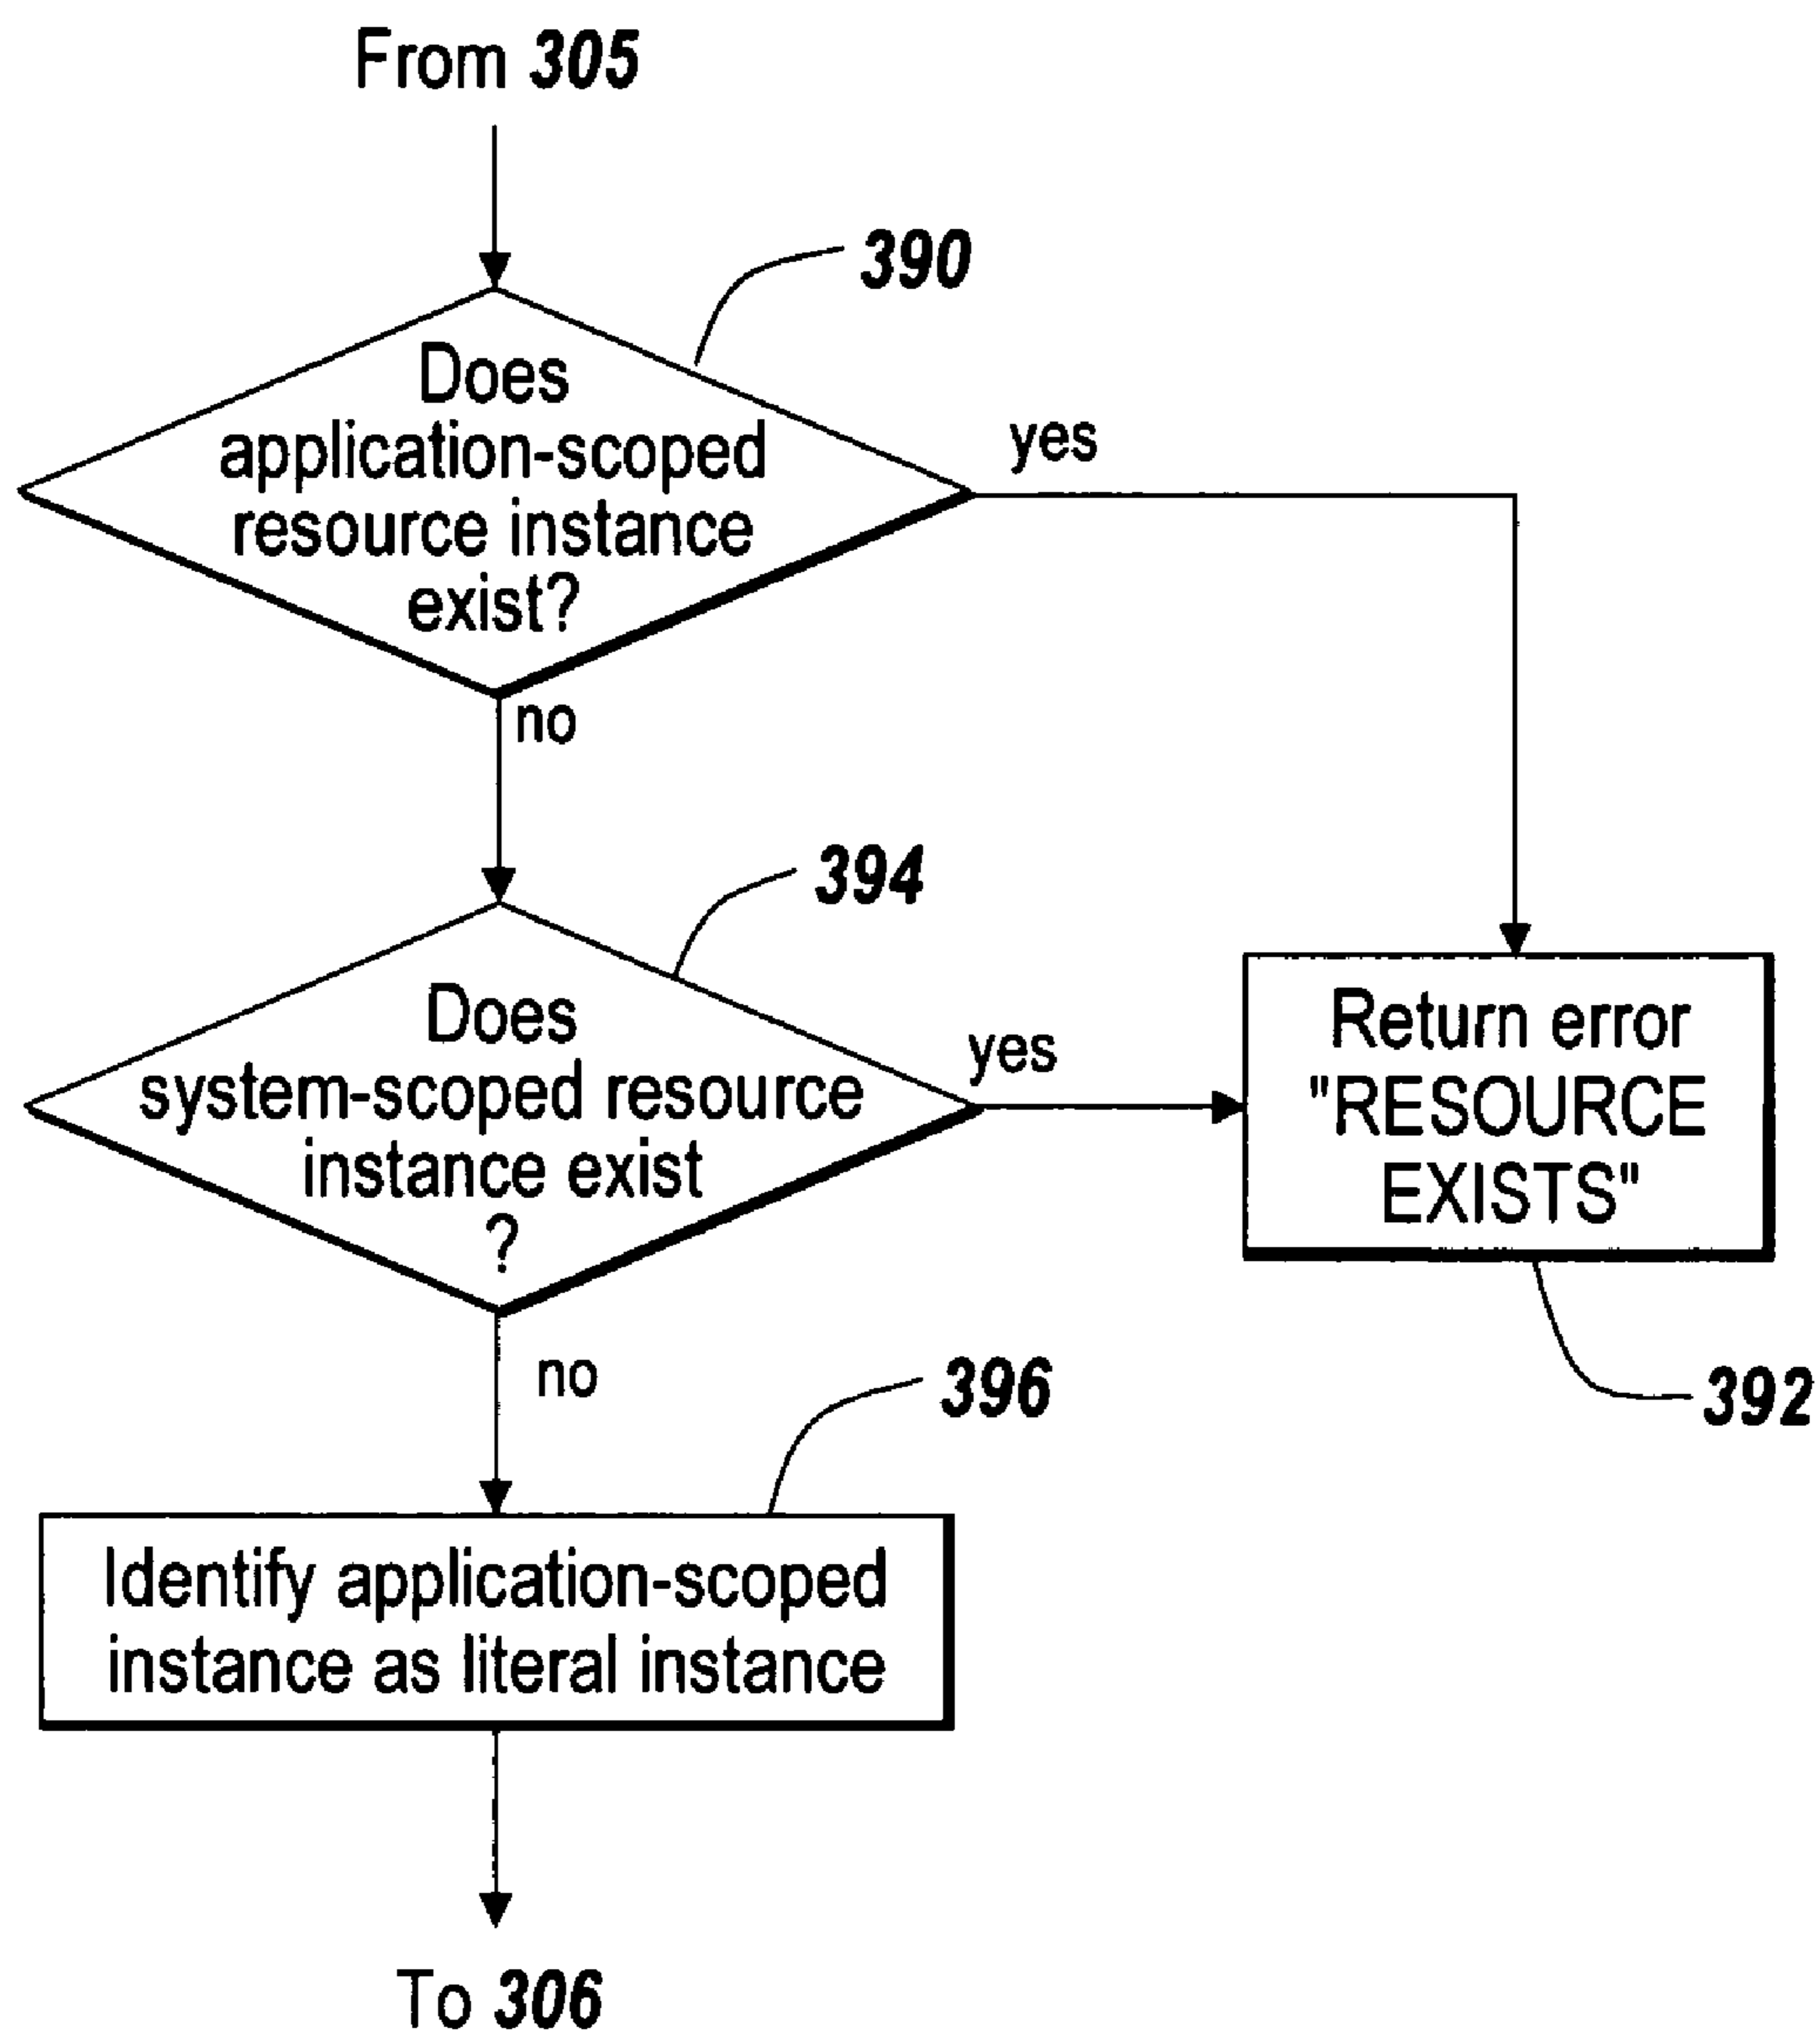 From 305
390
Does
application-scoped
resource instance
exist?
yes
no
394
Does
system-scoped resource
instance exist
?
yes
Return error
"RESOURCE
EXISTS"
392
no
396
Identify application-scoped
instance as literal instance
To 306